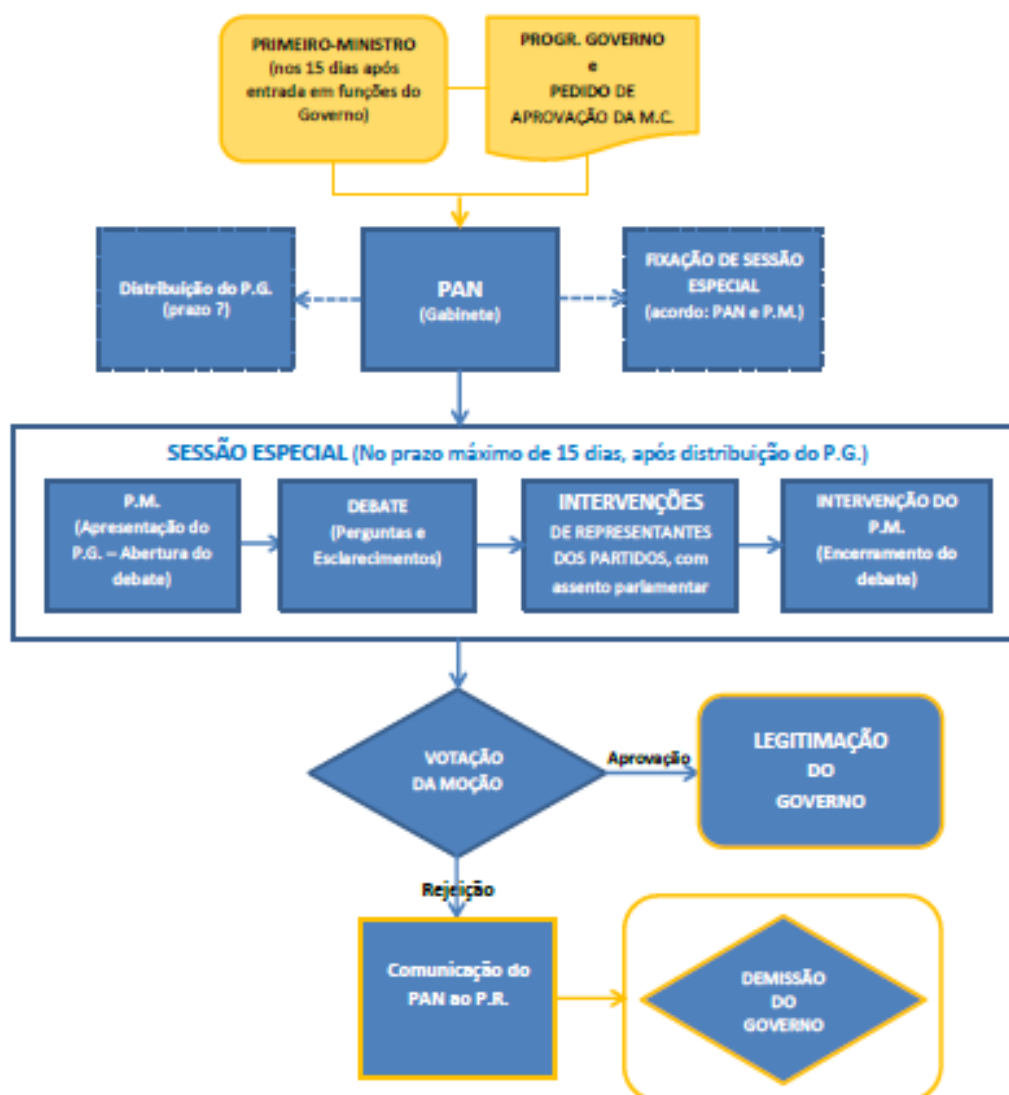 PRIMEIRO-MINISTRO
(nos 15 dias após
entrada em funções do
Governo)
PROGR. GOVERNO
e
PEDIDO DE
APROVAÇÃO DA M.C.
Distribuição do P.G.
(prazo ?)
PAN
(Gabinete)
FIXAÇÃO DE SESSÃO
ESPECIAL
(acordo: PAN e P.M.)
SESSÃO ESPECIAL (No prazo máximo de 15 dias, após distribuição do P.G.)
P.M.
(Apresentação do
P.G. – Abertura do
debate)
DEBATE
(Perguntas e
Esclarecimentos)
INTERVENÇÕES
DE REPRESENTANTES
DOS PARTIDOS, com
assento parlamentar
INTERVENÇÃO DO
P.M.
(Encerramento do
debate)
VOTAÇÃO
DA MOÇÃO
Aprovação
LEGITIMAÇÃO
DO
GOVERNO
Rejeição
Comunicação do
PAN ao P.R.
DEMISSÃO
DO
GOVERNO